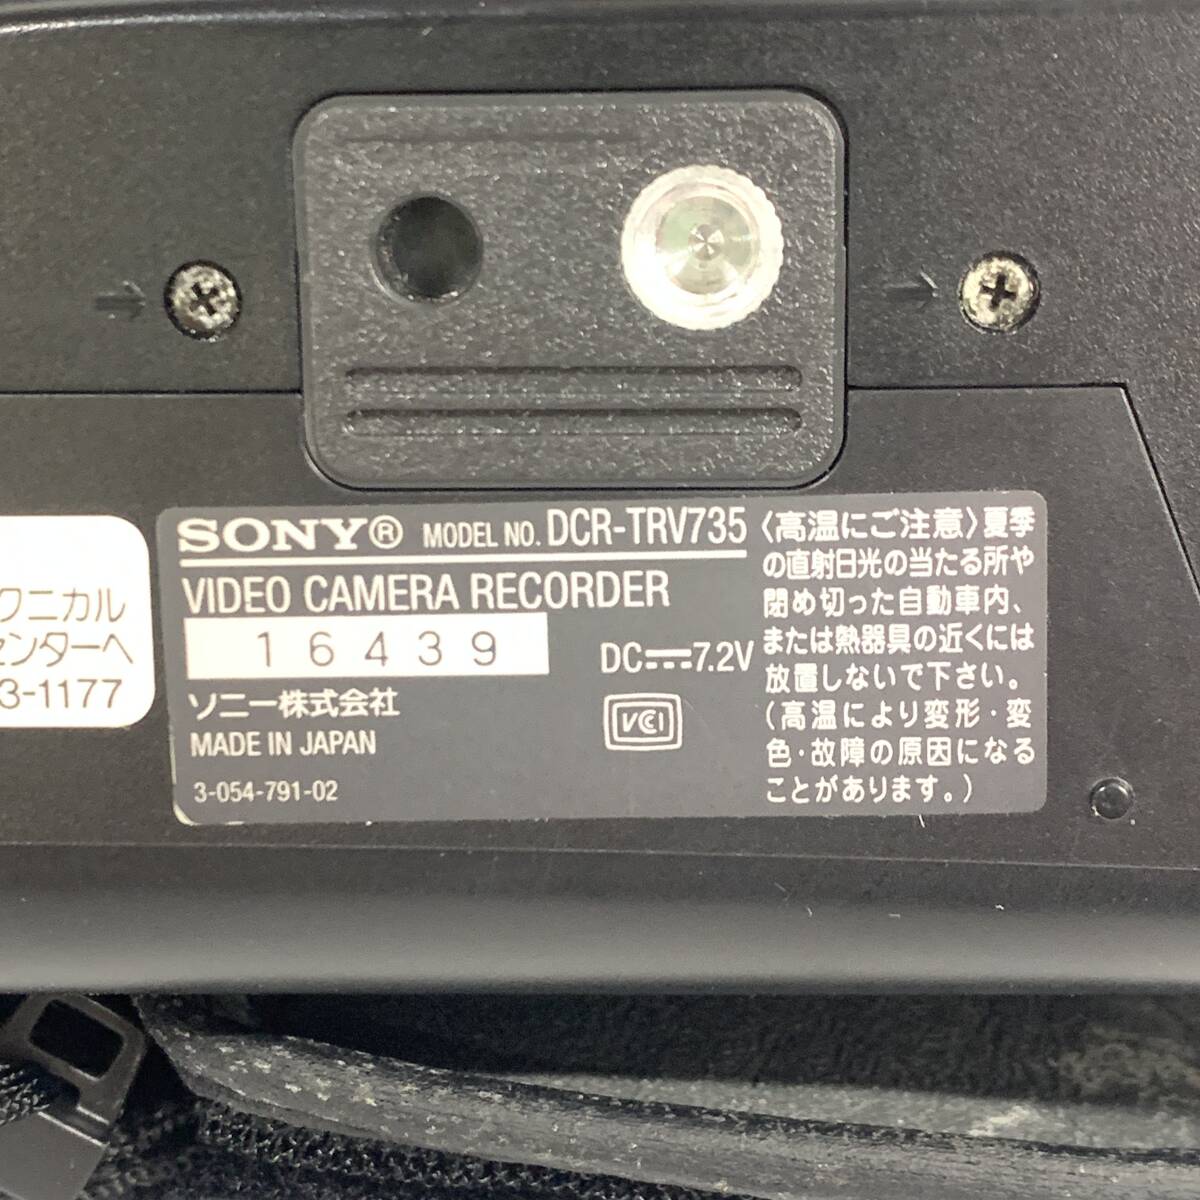 SONY® MODEL NO. DCR-TRV735
VIDEO CAMERA RECORDER
16439
DC 7.2V
ソニー株式会社
VCCI
MADE IN JAPAN
3-054-791-02
〈高温にご注意〉夏季
の直射日光の当たる所や
閉め切った自動車内、
または熱器具の近くには
放置しないで下さい。
(高温により変形・変
色・故障の原因になる
ことがあります。)
クニカル
センターへ
3-1177